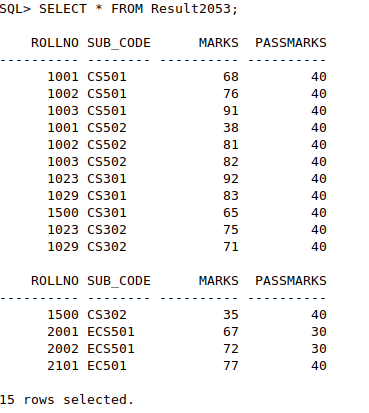 SQL> SELECT * FROM Result2053;
ROLLNO SUB_CODE MARKS PASSMARKS
---------- -------- ---------- ----------
1001 CS501 68 40
1002 CS501 76 40
1003 CS501 91 40
1001 CS502 38 40
1002 CS502 81 40
1003 CS502 82 40
1023 CS301 92 40
1029 CS301 83 40
1500 CS301 65 40
1023 CS302 75 40
1029 CS302 71 40
ROLLNO SUB_CODE MARKS PASSMARKS
---------- -------- ---------- ----------
1500 CS302 35 40
2001 ECS501 67 30
2002 ECS501 72 30
2101 EC501 77 40
15 rows selected.